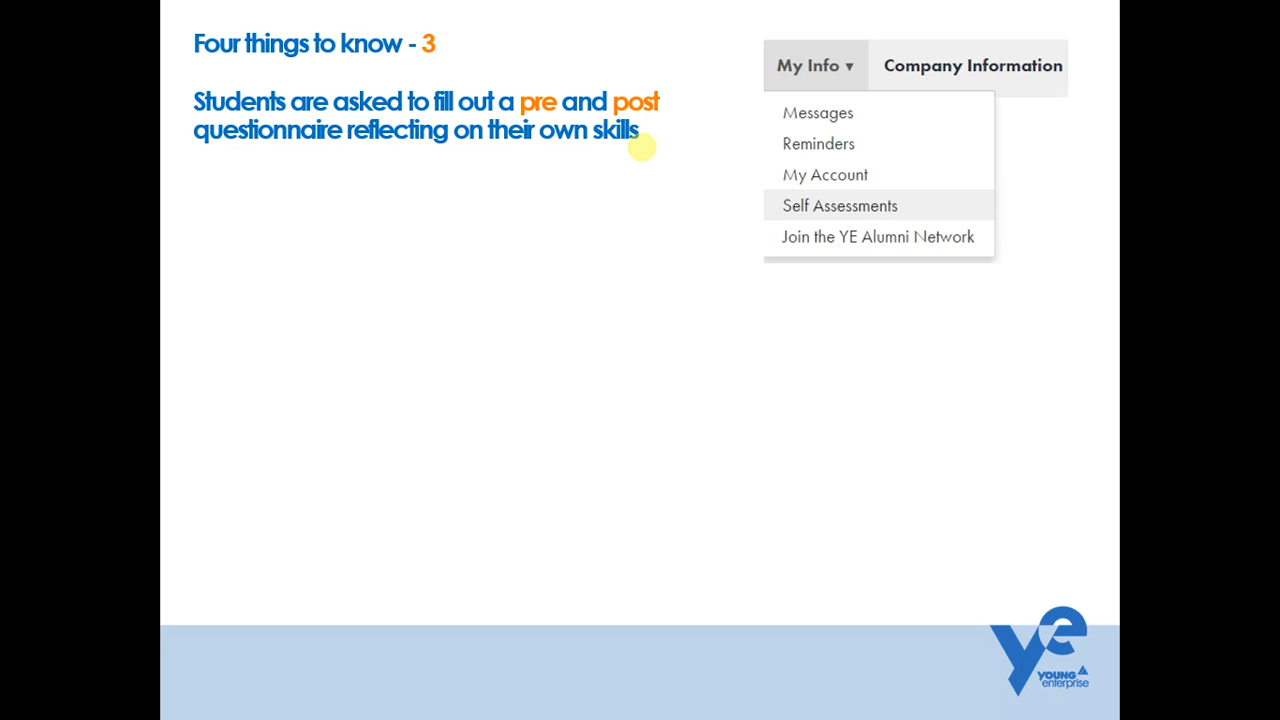 Four things to know - 3
Students are asked to fill out a pre and post
questionnaire reflecting on their own skills
My Info ▾ Company Information
Messages
Reminders
My Account
Self Assessments
Join the YE Alumni Network
ye
YOUNG
enterprise